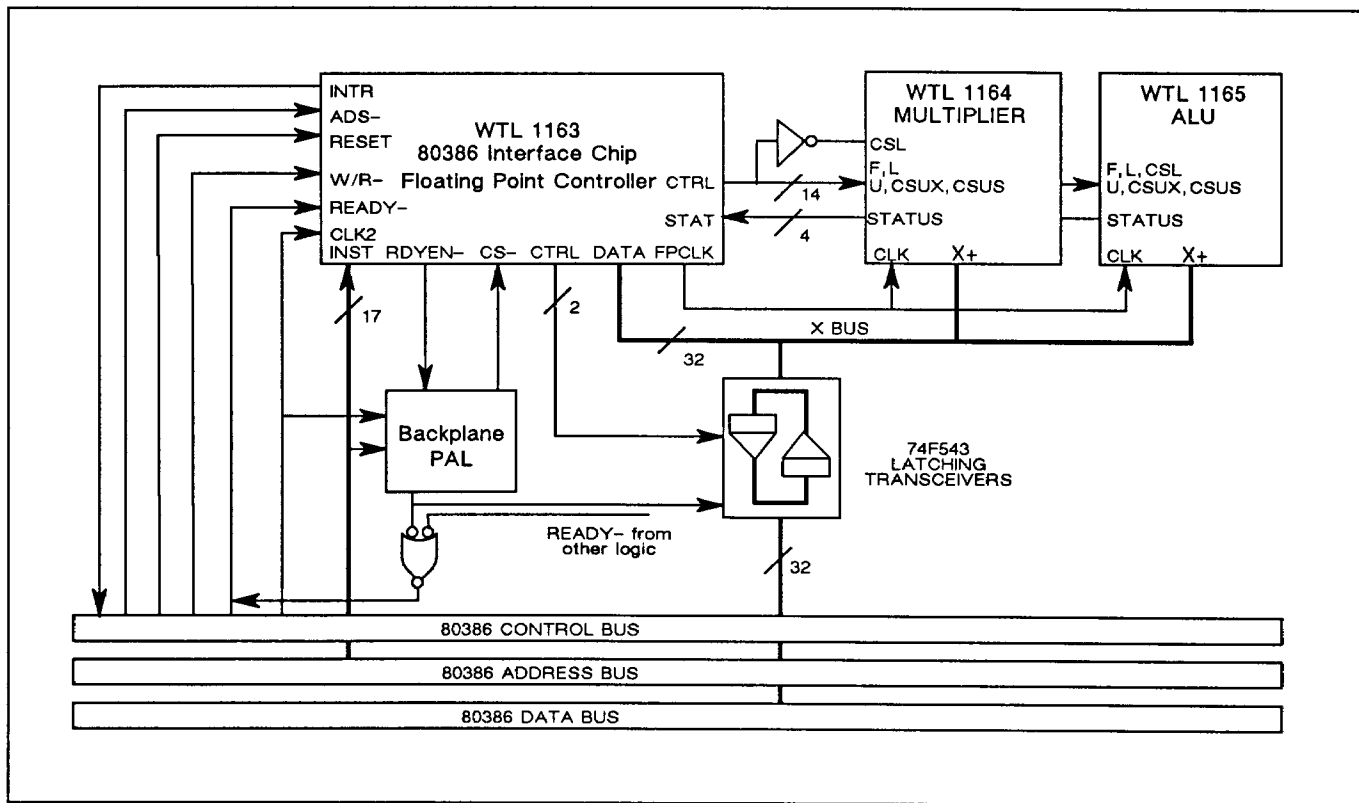 INTR
ADS-
RESET
W/R-
READY-
CLK2
INST RDYEN- CS- CTRL DATA FPCLK
WTL 1163
80386 Interface Chip
Floating Point Controller
CTRL
STAT
14
4
WTL 1164
MULTIPLIER
CSL
F, L
U, CSUX, CSUS
STATUS
CLK X+
WTL 1165
ALU
F, L, CSL
U, CSUX, CSUS
STATUS
CLK X+
17
2
32
X BUS
Backplane
PAL
74F543
LATCHING
TRANSCEIVERS
READY- from
other logic
32
80386 CONTROL BUS
80386 ADDRESS BUS
80386 DATA BUS